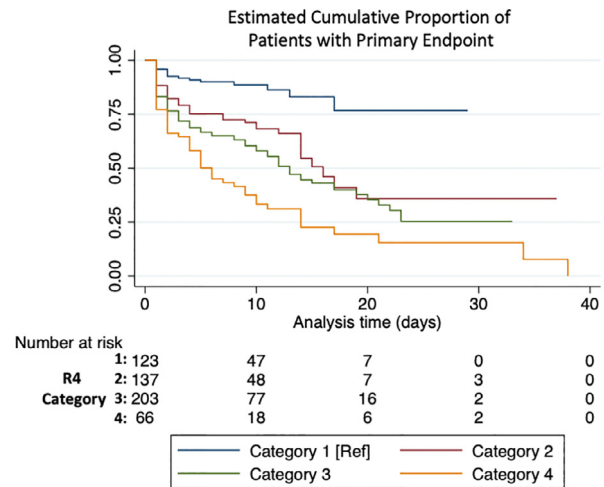 Estimated Cumulative Proportion of
Patients with Primary Endpoint
1.00
0.75
0.50
0.25
0.00
0 10 20 30 40
Analysis time (days)
Number at risk
1: 123 47 7 0 0
R4 2: 137 48 7 3 0
Category 3: 203 77 16 2 0
4: 66 18 6 2 0
Category 1 [Ref] Category 2
Category 3 Category 4